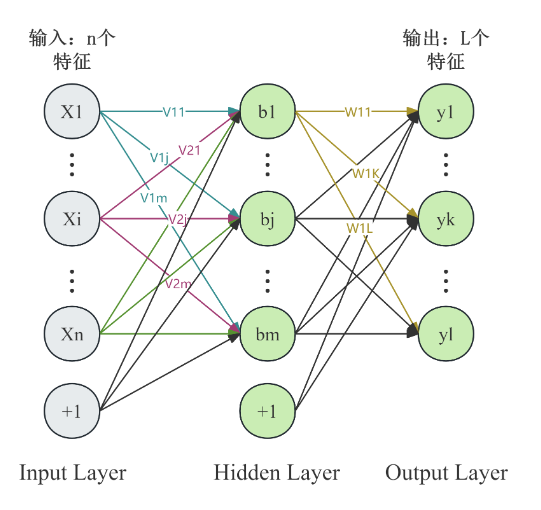 输入：n个
特征
输出：L个
特征
X1
V11
b1
W11
y1
V1j
V21
W1K
Xi
V1m
V2j
bj
W1L
yk
V2m
Xn
bm
yl
+1
+1
Input Layer
Hidden Layer
Output Layer